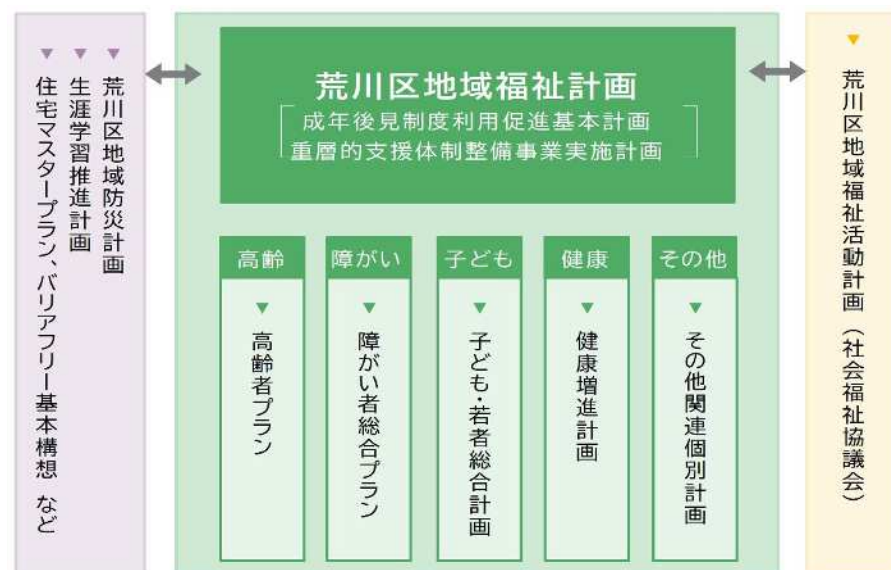 ▼ 荒川区地域防災計画
▼ 生涯学習推進計画
▼ 住宅マスタープラン、バリアフリー基本構想 など
荒川区地域福祉計画
成年後見制度利用促進基本計画
重層的支援体制整備事業実施計画
高齢
▼ 高齢者プラン
障がい
▼ 障がい者総合プラン
子ども
▼ 子ども・若者総合計画
健康
▼ 健康増進計画
その他
▼ その他関連個別計画
▼ 荒川区地域福祉活動計画（社会福祉協議会）